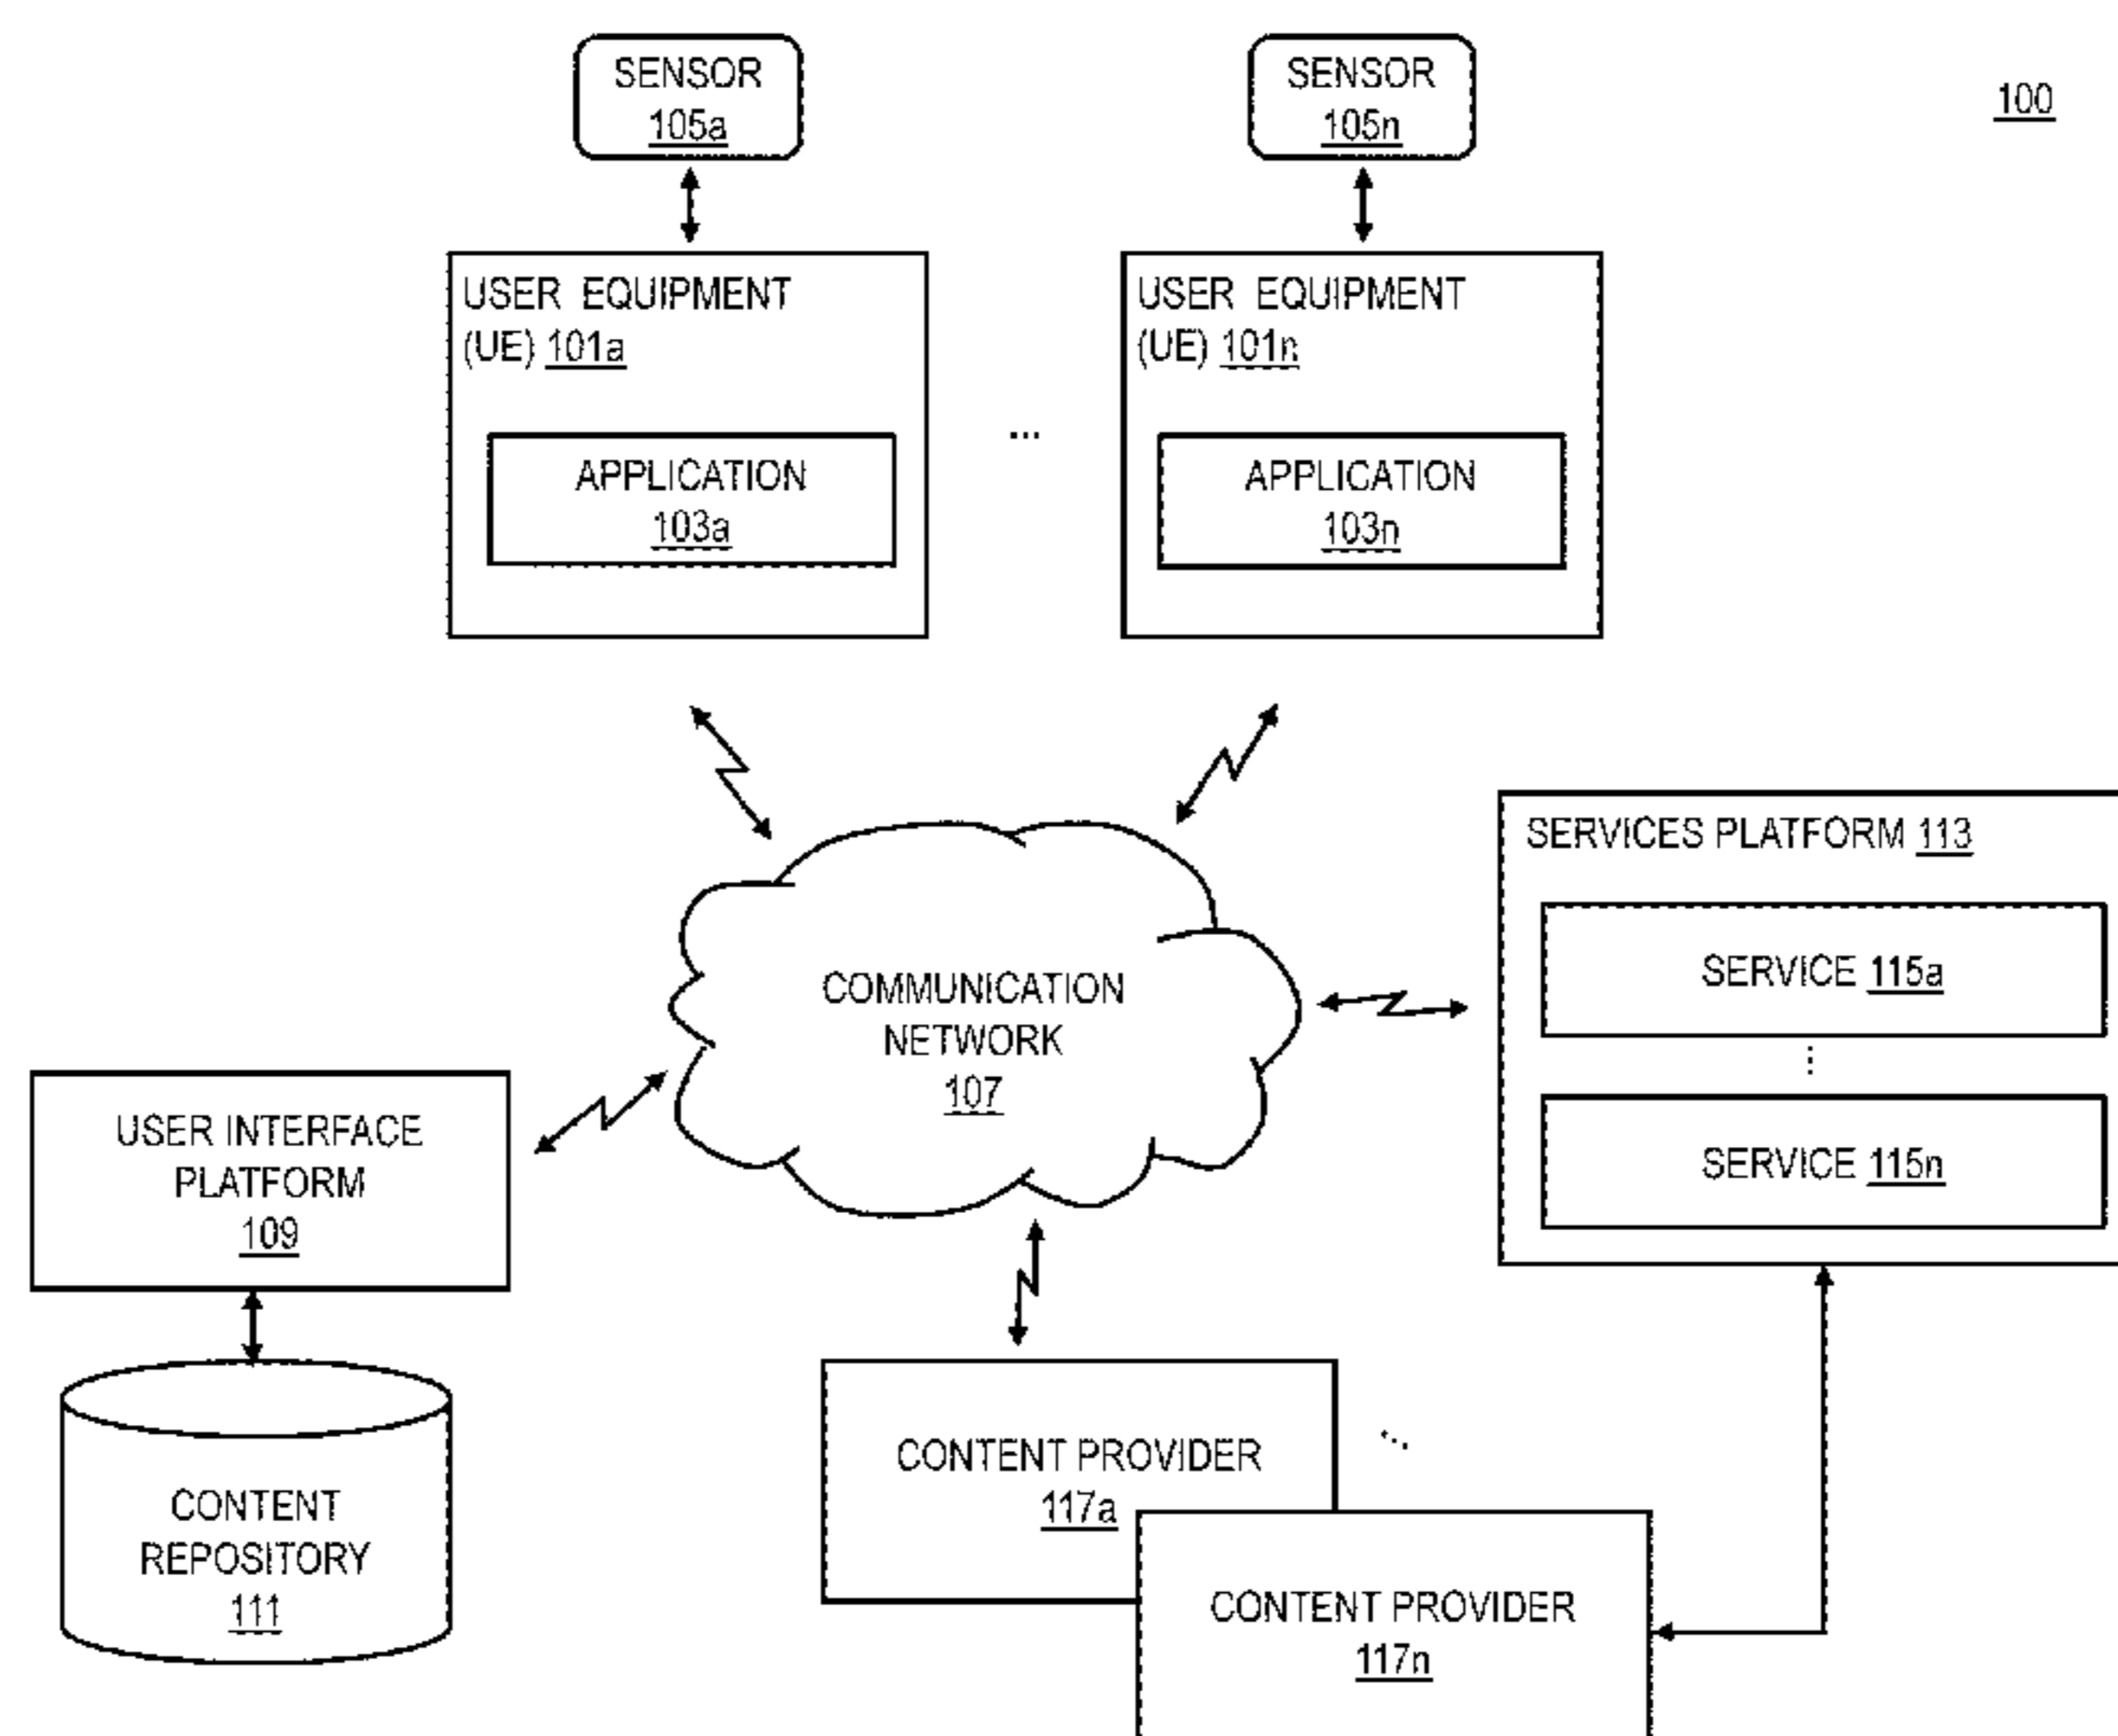 SENSOR
105a
SENSOR
105n
100
USER EQUIPMENT
(UE) 101a
USER EQUIPMENT
(UE) 101n
...
APPLICATION
103a
APPLICATION
103n
SERVICES PLATFORM 113
SERVICE 115a
...
SERVICE 115n
COMMUNICATION
NETWORK
107
USER INTERFACE
PLATFORM
109
CONTENT
REPOSITORY
111
CONTENT PROVIDER
117a
...
CONTENT PROVIDER
117n